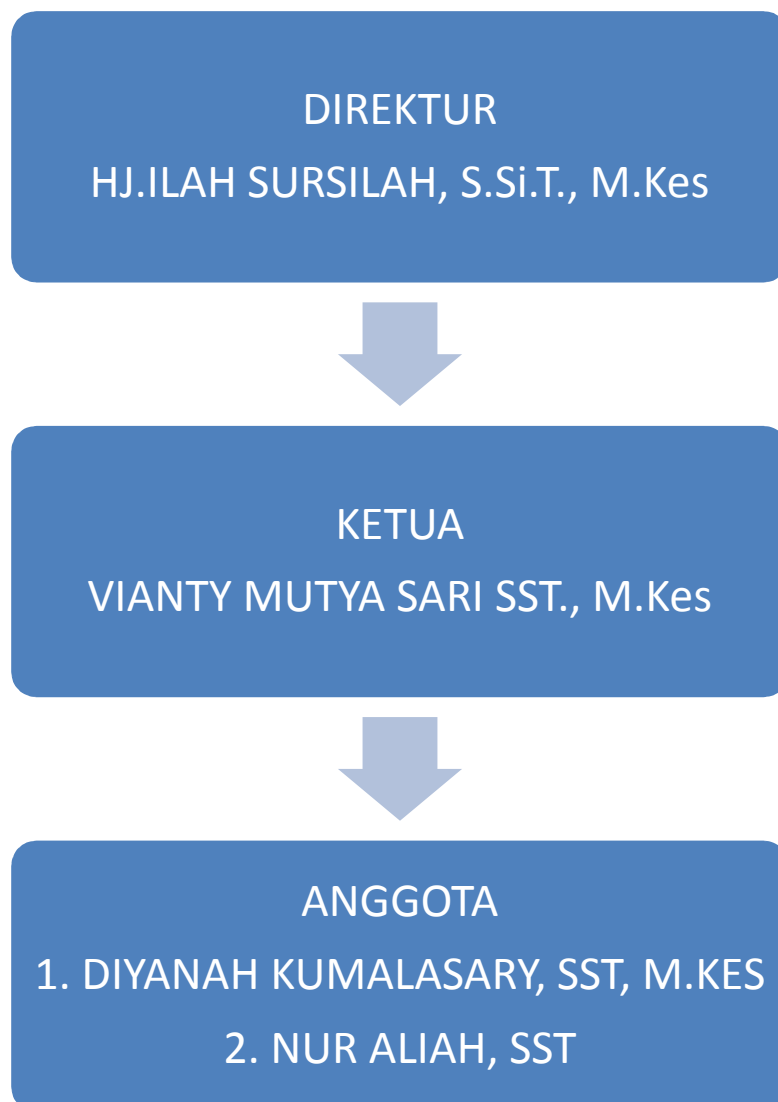 DIREKTUR
HJ.ILAH SURSILAH, S.Si.T., M.Kes
KETUA
VIANTY MUTYA SARI SST., M.Kes
ANGGOTA
1. DIYANAH KUMALASARY, SST, M.KES
2. NUR ALIAH, SST